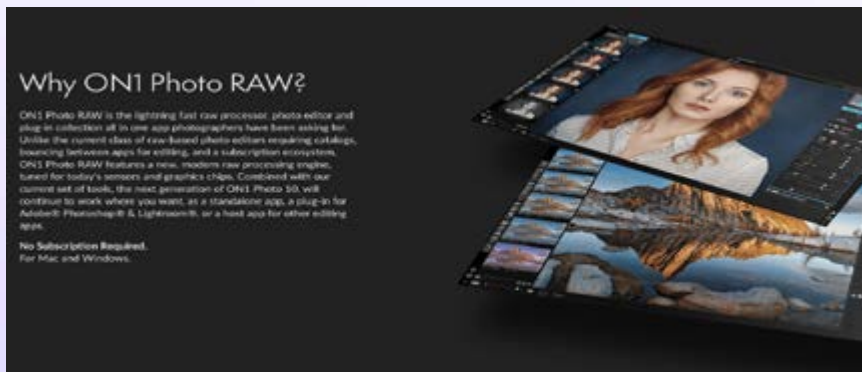 Why ON1 Photo RAW?
ON1 Photo RAW is the lightning fast raw processor, photo editor and
plug-in collection all in one app photographers have been asking for.
Unlike the current class of raw-based photo editors requiring catalogs,
bouncing between apps for editing, and a subscription ecosystem,
ON1 Photo RAW features a new, modern raw processing engine,
tuned for today's sensors and graphics chips. Combined with our
current set of tools, the next generation of ON1 Photo 10, will
continue to work where you want, as a standalone app, a plug-in for
Adobe® Photoshop® & Lightroom®, or a host app for other editing
apps.
No Subscription Required.
For Mac and Windows.